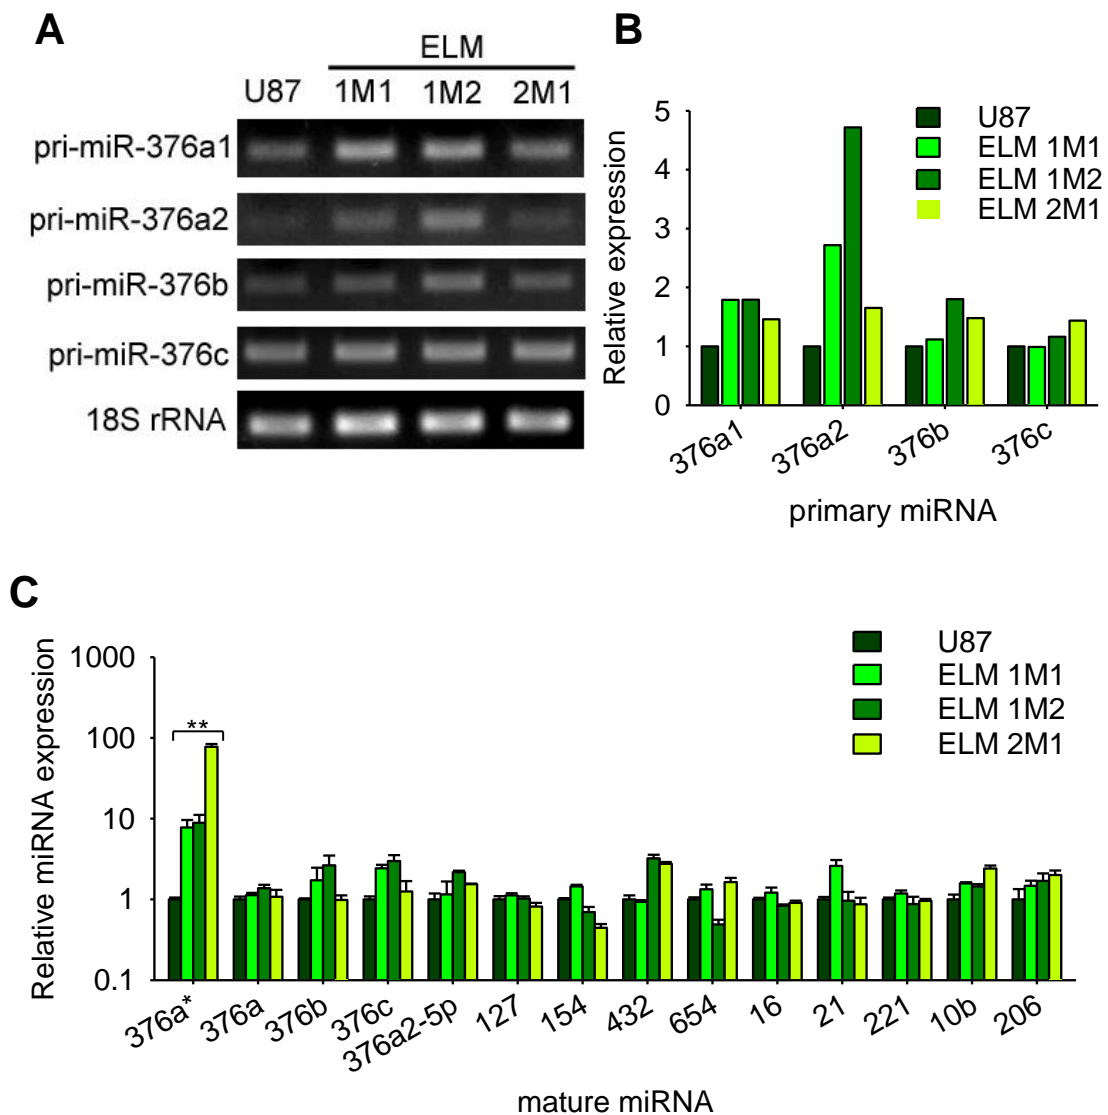 A
ELM
U87 1M1 1M2 2M1
pri-miR-376a1
pri-miR-376a2
pri-miR-376b
pri-miR-376c
18S rRNA
B
Relative expression
5
4
3
2
1
0
U87
ELM 1M1
ELM 1M2
ELM 2M1
376a1 376a2 376b 376c
primary miRNA
C
Relative miRNA expression
1000
100
10
1
0.1
**
U87
ELM 1M1
ELM 1M2
ELM 2M1
376a* 376a 376b 376c 376a2-5p 127 154 432 654 16 21 221 10b 206
mature miRNA